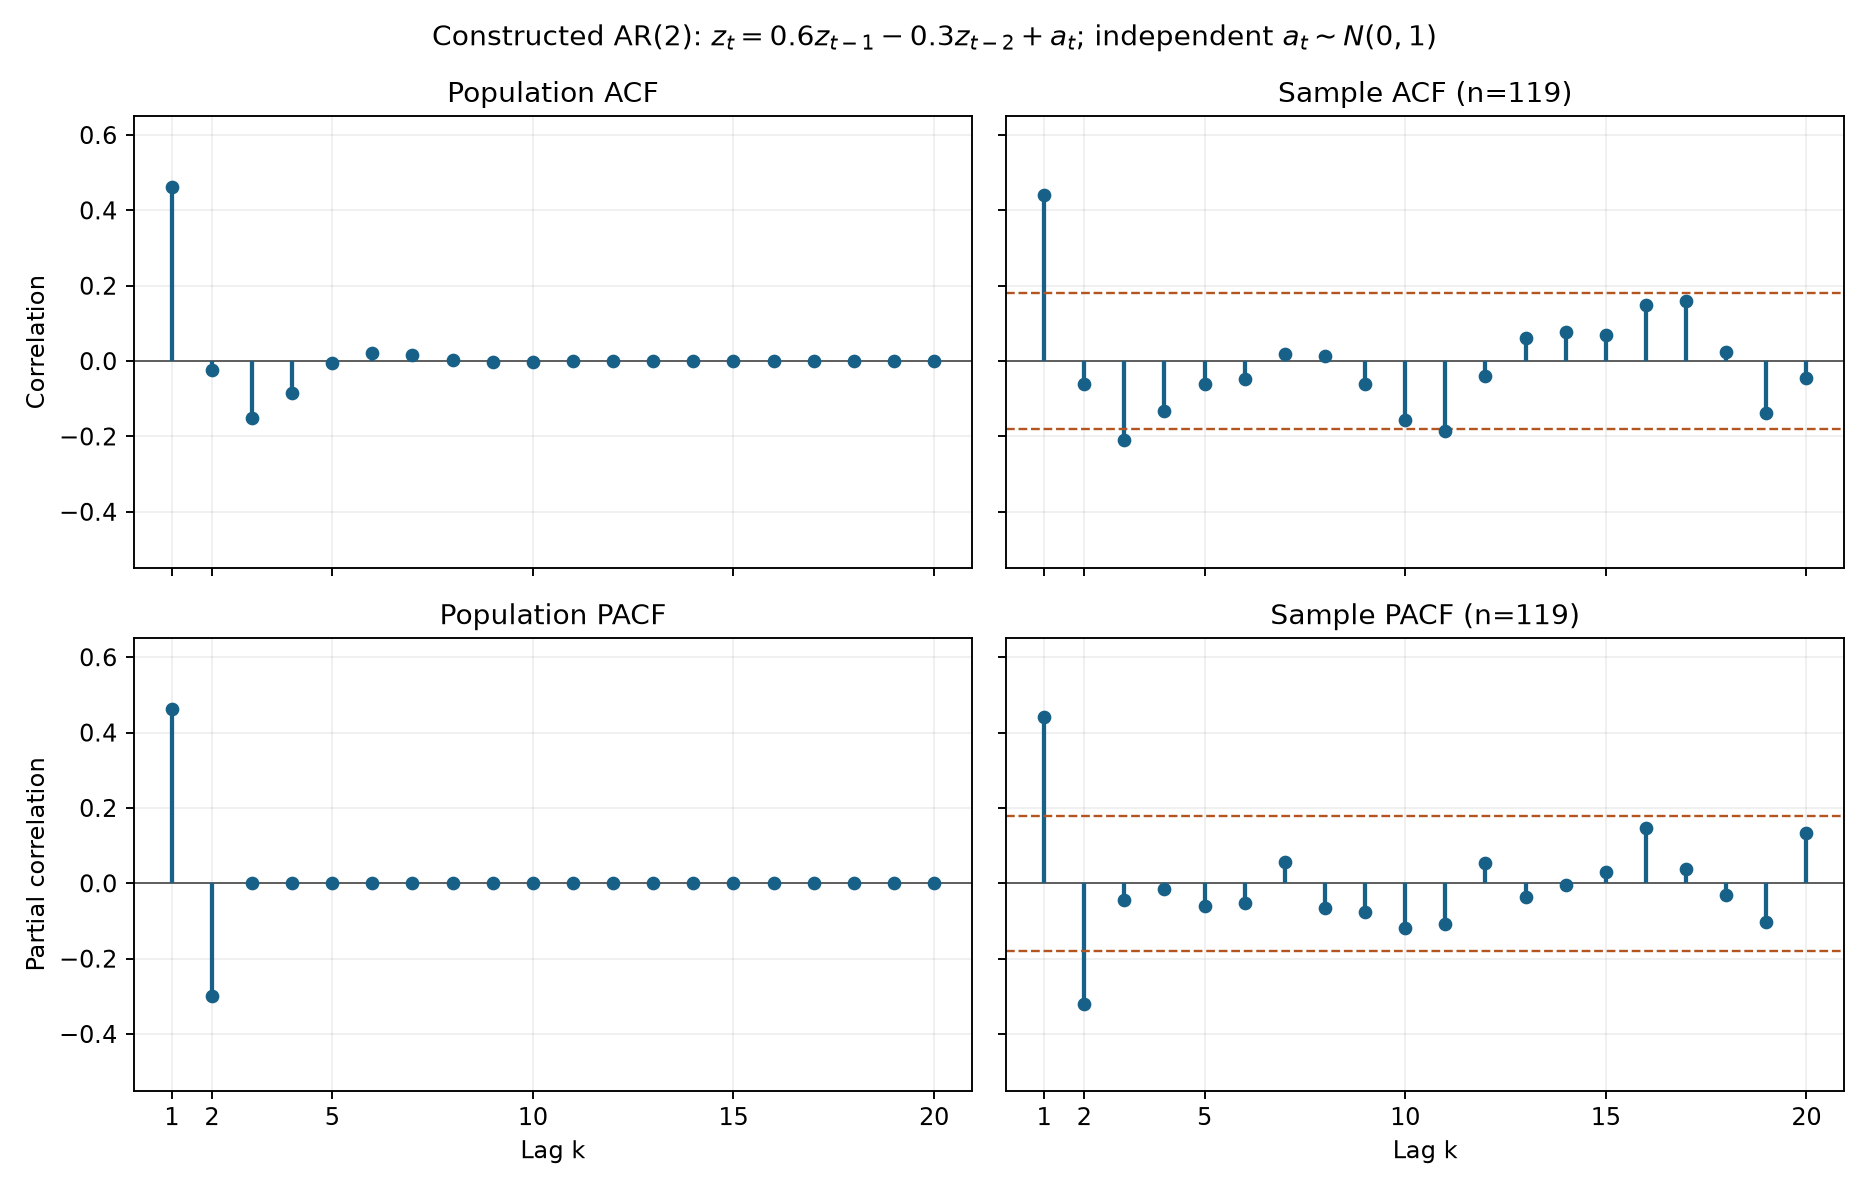 Constructed AR(2): z_t = 0.6z_{t−1} − 0.3z_{t−2} + a_t; independent a_t ~ N(0, 1)
Population ACF
Correlation
0.6
0.4
0.2
0.0
−0.2
−0.4
Sample ACF (n=119)
Population PACF
Partial correlation
0.6
0.4
0.2
0.0
−0.2
−0.4
1 2 5 10 15 20
Lag k
Sample PACF (n=119)
1 2 5 10 15 20
Lag k